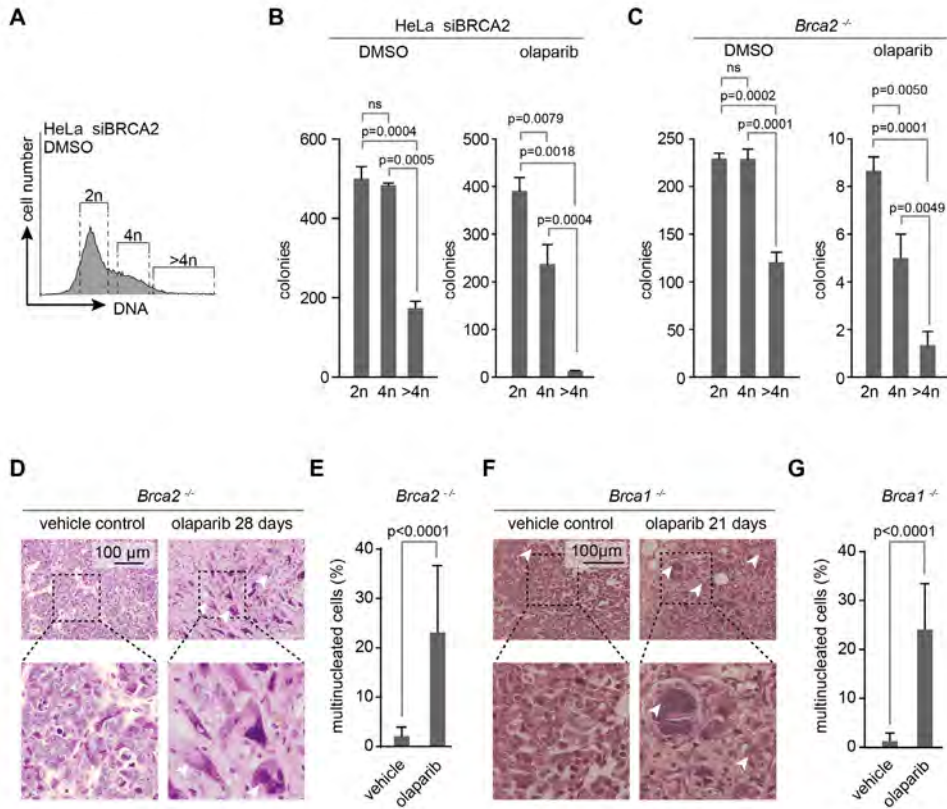 A
HeLa siBRCA2
DMSO
cell number
2n
4n
>4n
DNA
B
HeLa siBRCA2
DMSO
olaparib
ns
p=0.0004
p=0.0005
600
400
200
0
colonies
2n 4n >4n
p=0.0079
p=0.0018
p=0.0004
500
400
300
200
100
0
colonies
2n 4n >4n
C
Brca2 -/-
DMSO
olaparib
ns
p=0.0002
p=0.0001
250
200
150
100
50
0
colonies
2n 4n >4n
p=0.0050
p=0.0001
p=0.0049
10
8
6
4
2
0
colonies
2n 4n >4n
D
Brca2 -/-
vehicle control
olaparib 28 days
100 µm
E
Brca2 -/-
p<0.0001
40
30
20
10
0
multinucleated cells (%)
vehicle
olaparib
F
Brca1 -/-
vehicle control
olaparib 21 days
100µm
G
Brca1 -/-
p<0.0001
40
30
20
10
0
multinucleated cells (%)
vehicle
olaparib